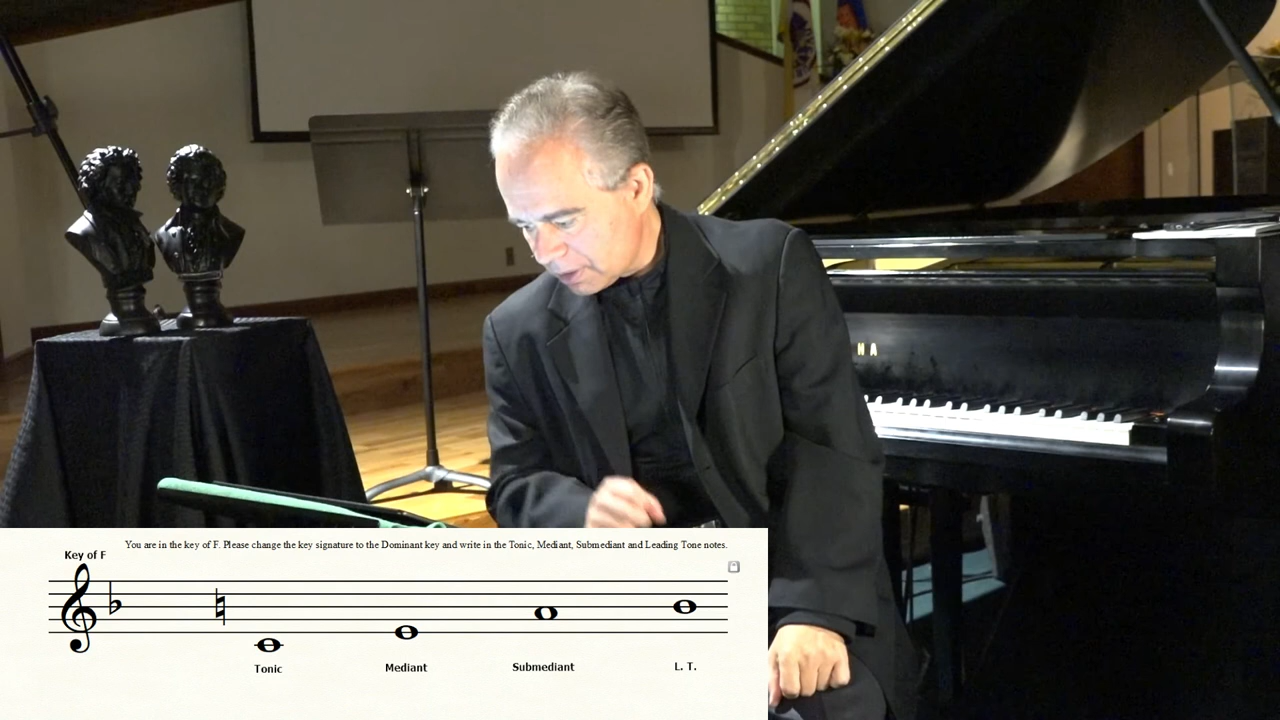 HA
You are in the key of F. Please change the key signature to the Dominant key and write in the Tonic, Mediant, Submediant and Leading Tone notes.
Key of F
Tonic
Mediant
Submediant
L. T.